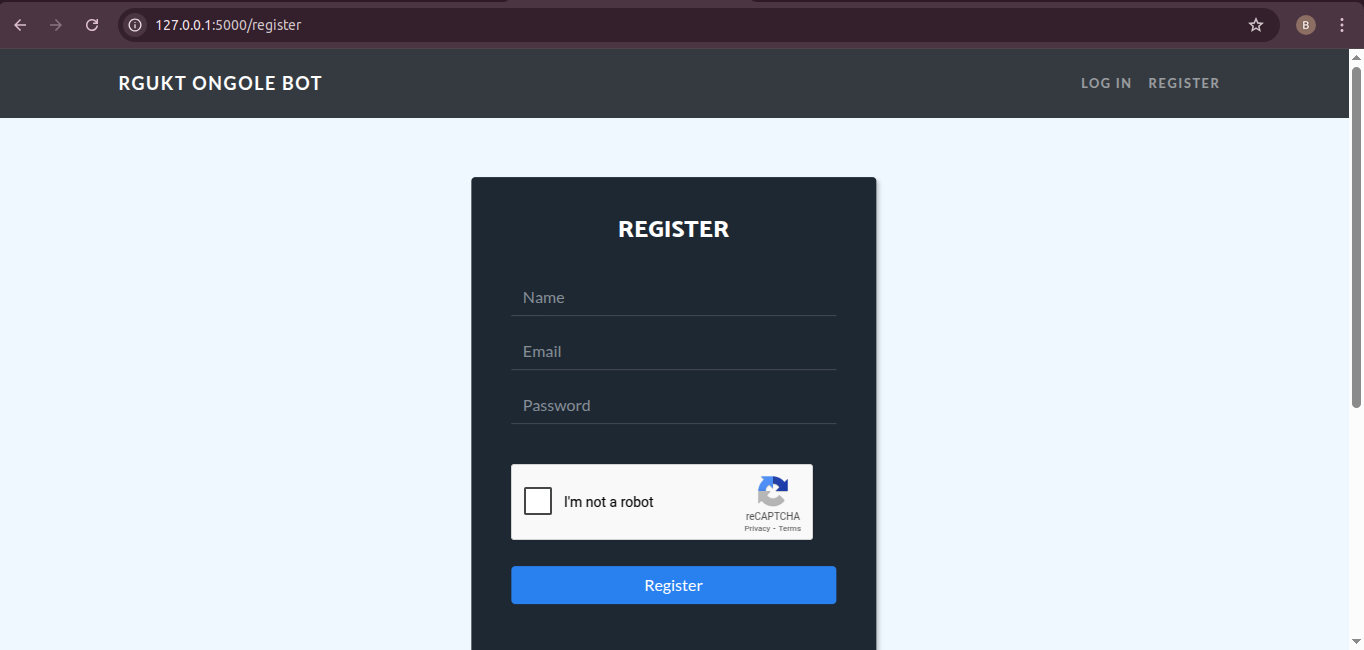 127.0.0.1:5000/register
B
RGUKT ONGOLE BOT
LOG IN REGISTER
REGISTER
Name
Email
Password
I'm not a robot
reCAPTCHA
Privacy - Terms
Register